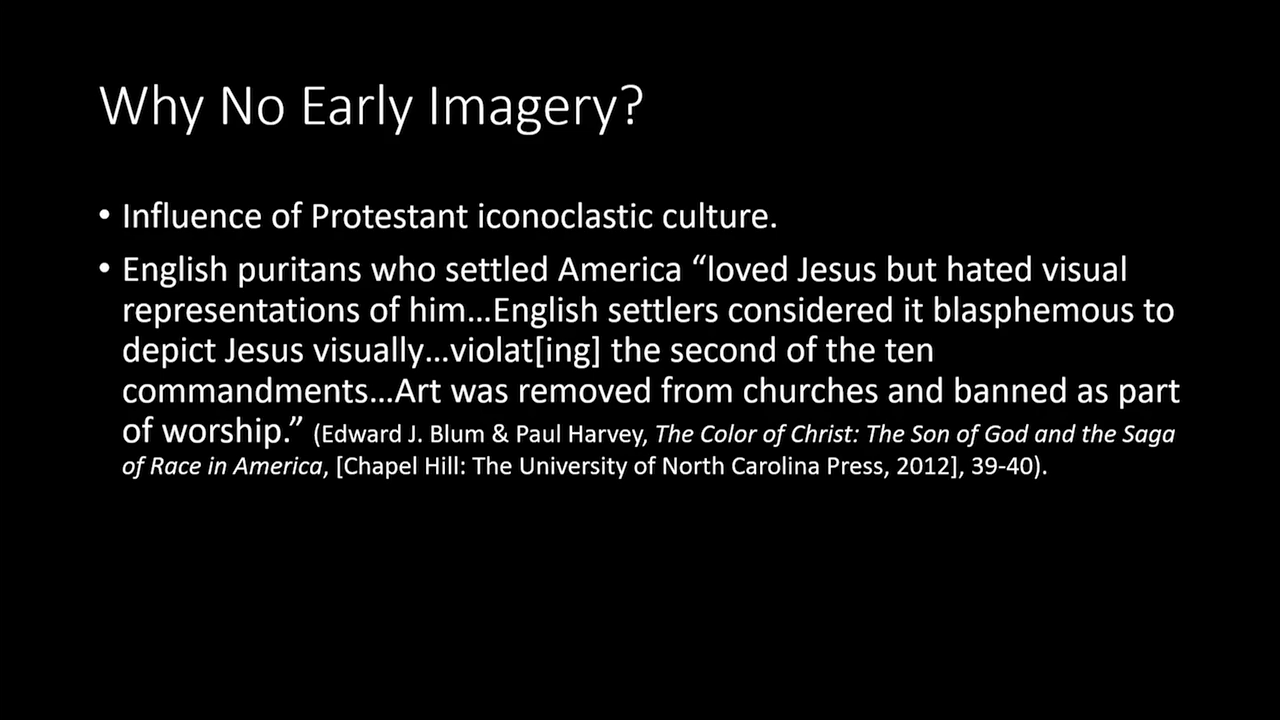 Why No Early Imagery?
• Influence of Protestant iconoclastic culture.
• English puritans who settled America “loved Jesus but hated visual
representations of him…English settlers considered it blasphemous to
depict Jesus visually…violat[ing] the second of the ten
commandments…Art was removed from churches and banned as part
of worship.” (Edward J. Blum & Paul Harvey, The Color of Christ: The Son of God and the Saga
of Race in America, [Chapel Hill: The University of North Carolina Press, 2012], 39-40).